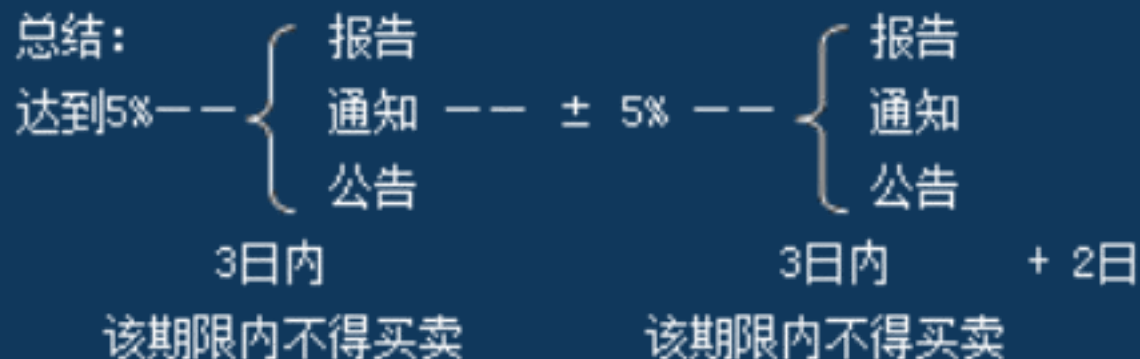 总结：
报告 报告
达到5%—— 通知 —— ± 5% —— 通知
公告 公告
3日内 3日内 + 2日
该期限内不得买卖 该期限内不得买卖